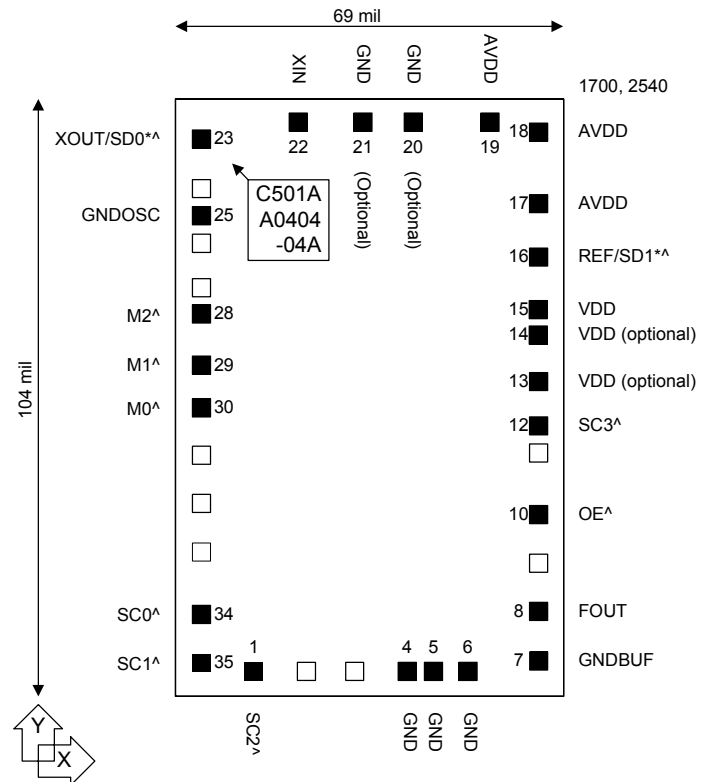 69 mil
XIN
GND
GND
AVDD
1700, 2540
XOUT/SD0*^
23
22
21
20
19
18
AVDD
(Optional)
(Optional)
C501A
A0404
-04A
GNDOSC
25
17
AVDD
16
REF/SD1*^
M2^
28
15
VDD
14
VDD (optional)
M1^
29
13
VDD (optional)
M0^
30
12
SC3^
104 mil
10
OE^
SC0^
34
8
FOUT
SC1^
35
1
4
5
6
7
GNDBUF
SC2^
GND
GND
GND
Y
X